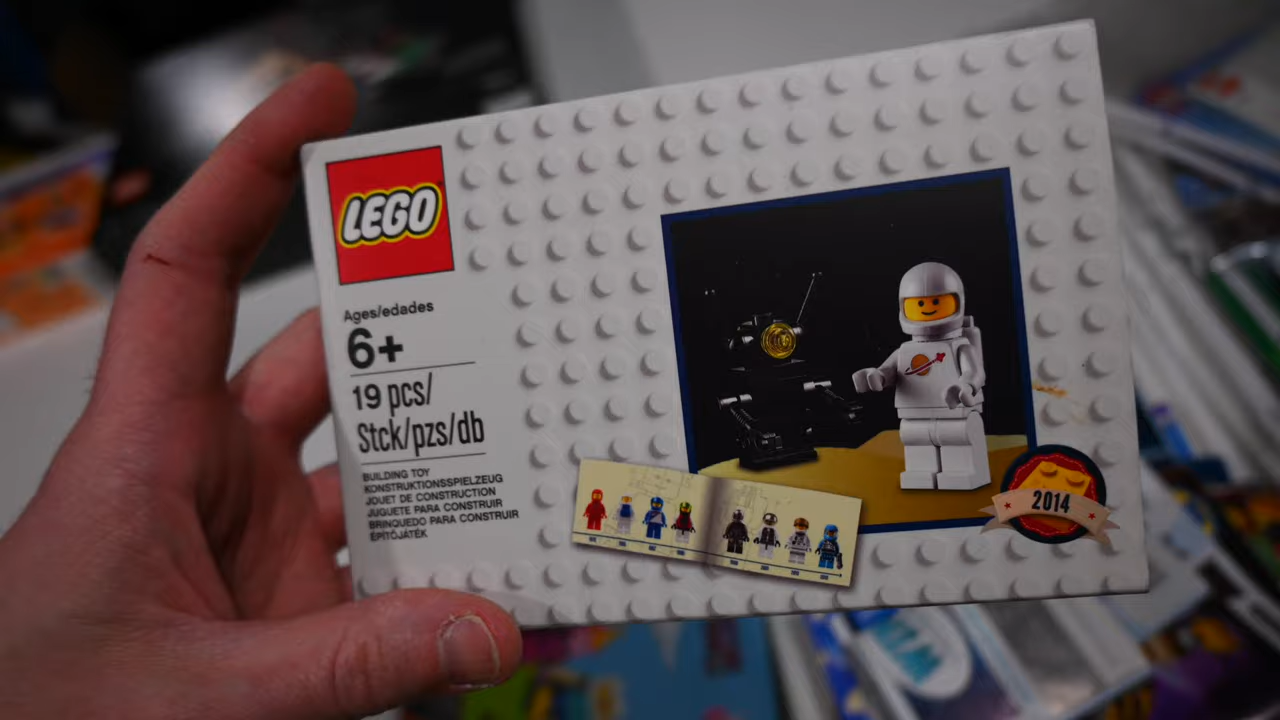 LEGO
Ages/edades
6+
19 pcs/
Stck/pzs/db
BUILDING TOY
KONSTRUKTIONSSPIELZEUG
JOUET DE CONSTRUCTION
JUGUETE PARA CONSTRUIR
BRINQUEDO PARA CONSTRUIR
ÉPÍTŐJÁTÉK
2014